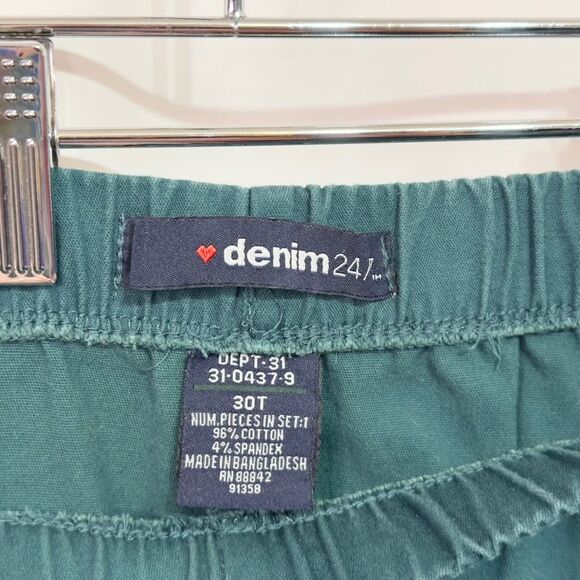 denim 24/7™
DEPT-31
31-0437-9
30T
NUM.PIECES IN SET:1
96% COTTON
4% SPANDEX
MADE IN BANGLADESH
RN 88842
91358